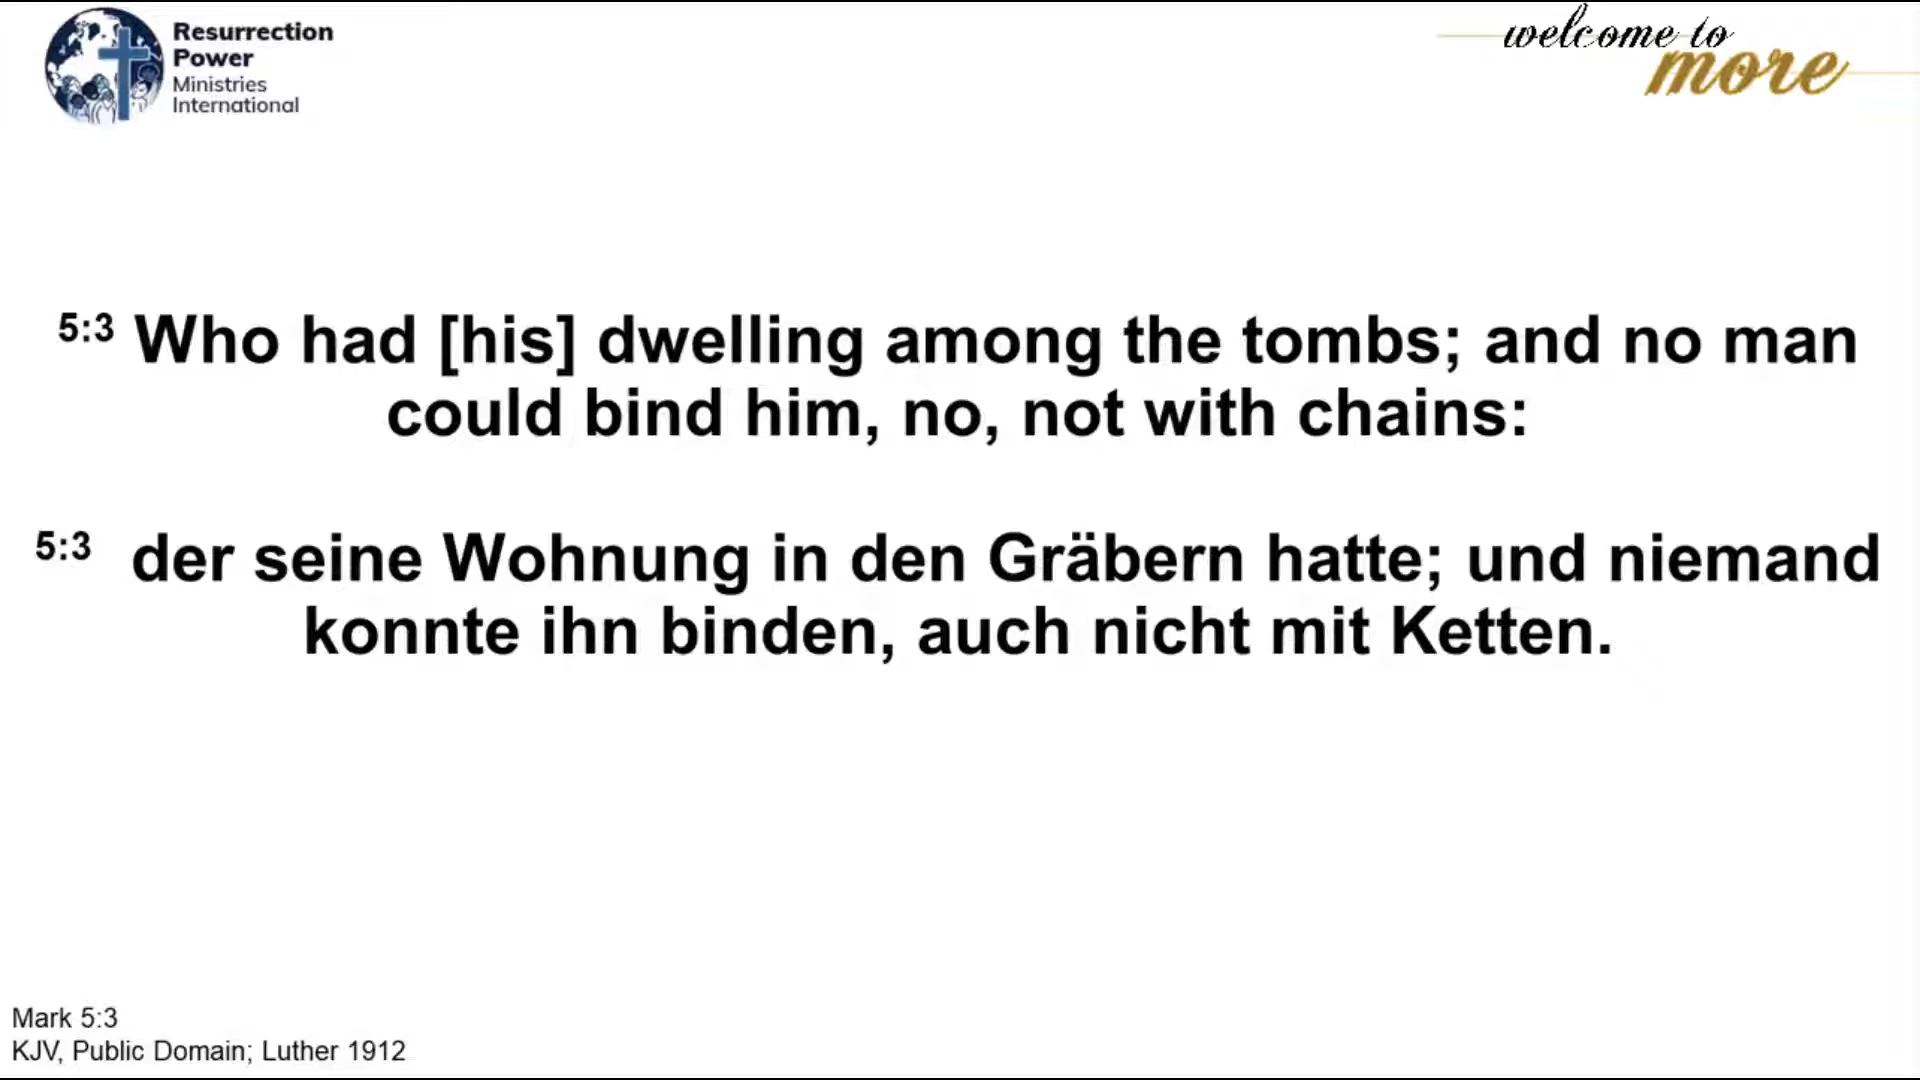 Resurrection
Power
Ministries
International
welcome to
more
5:3 Who had [his] dwelling among the tombs; and no man
could bind him, no, not with chains:
5:3 der seine Wohnung in den Gräbern hatte; und niemand
konnte ihn binden, auch nicht mit Ketten.
Mark 5:3
KJV, Public Domain; Luther 1912